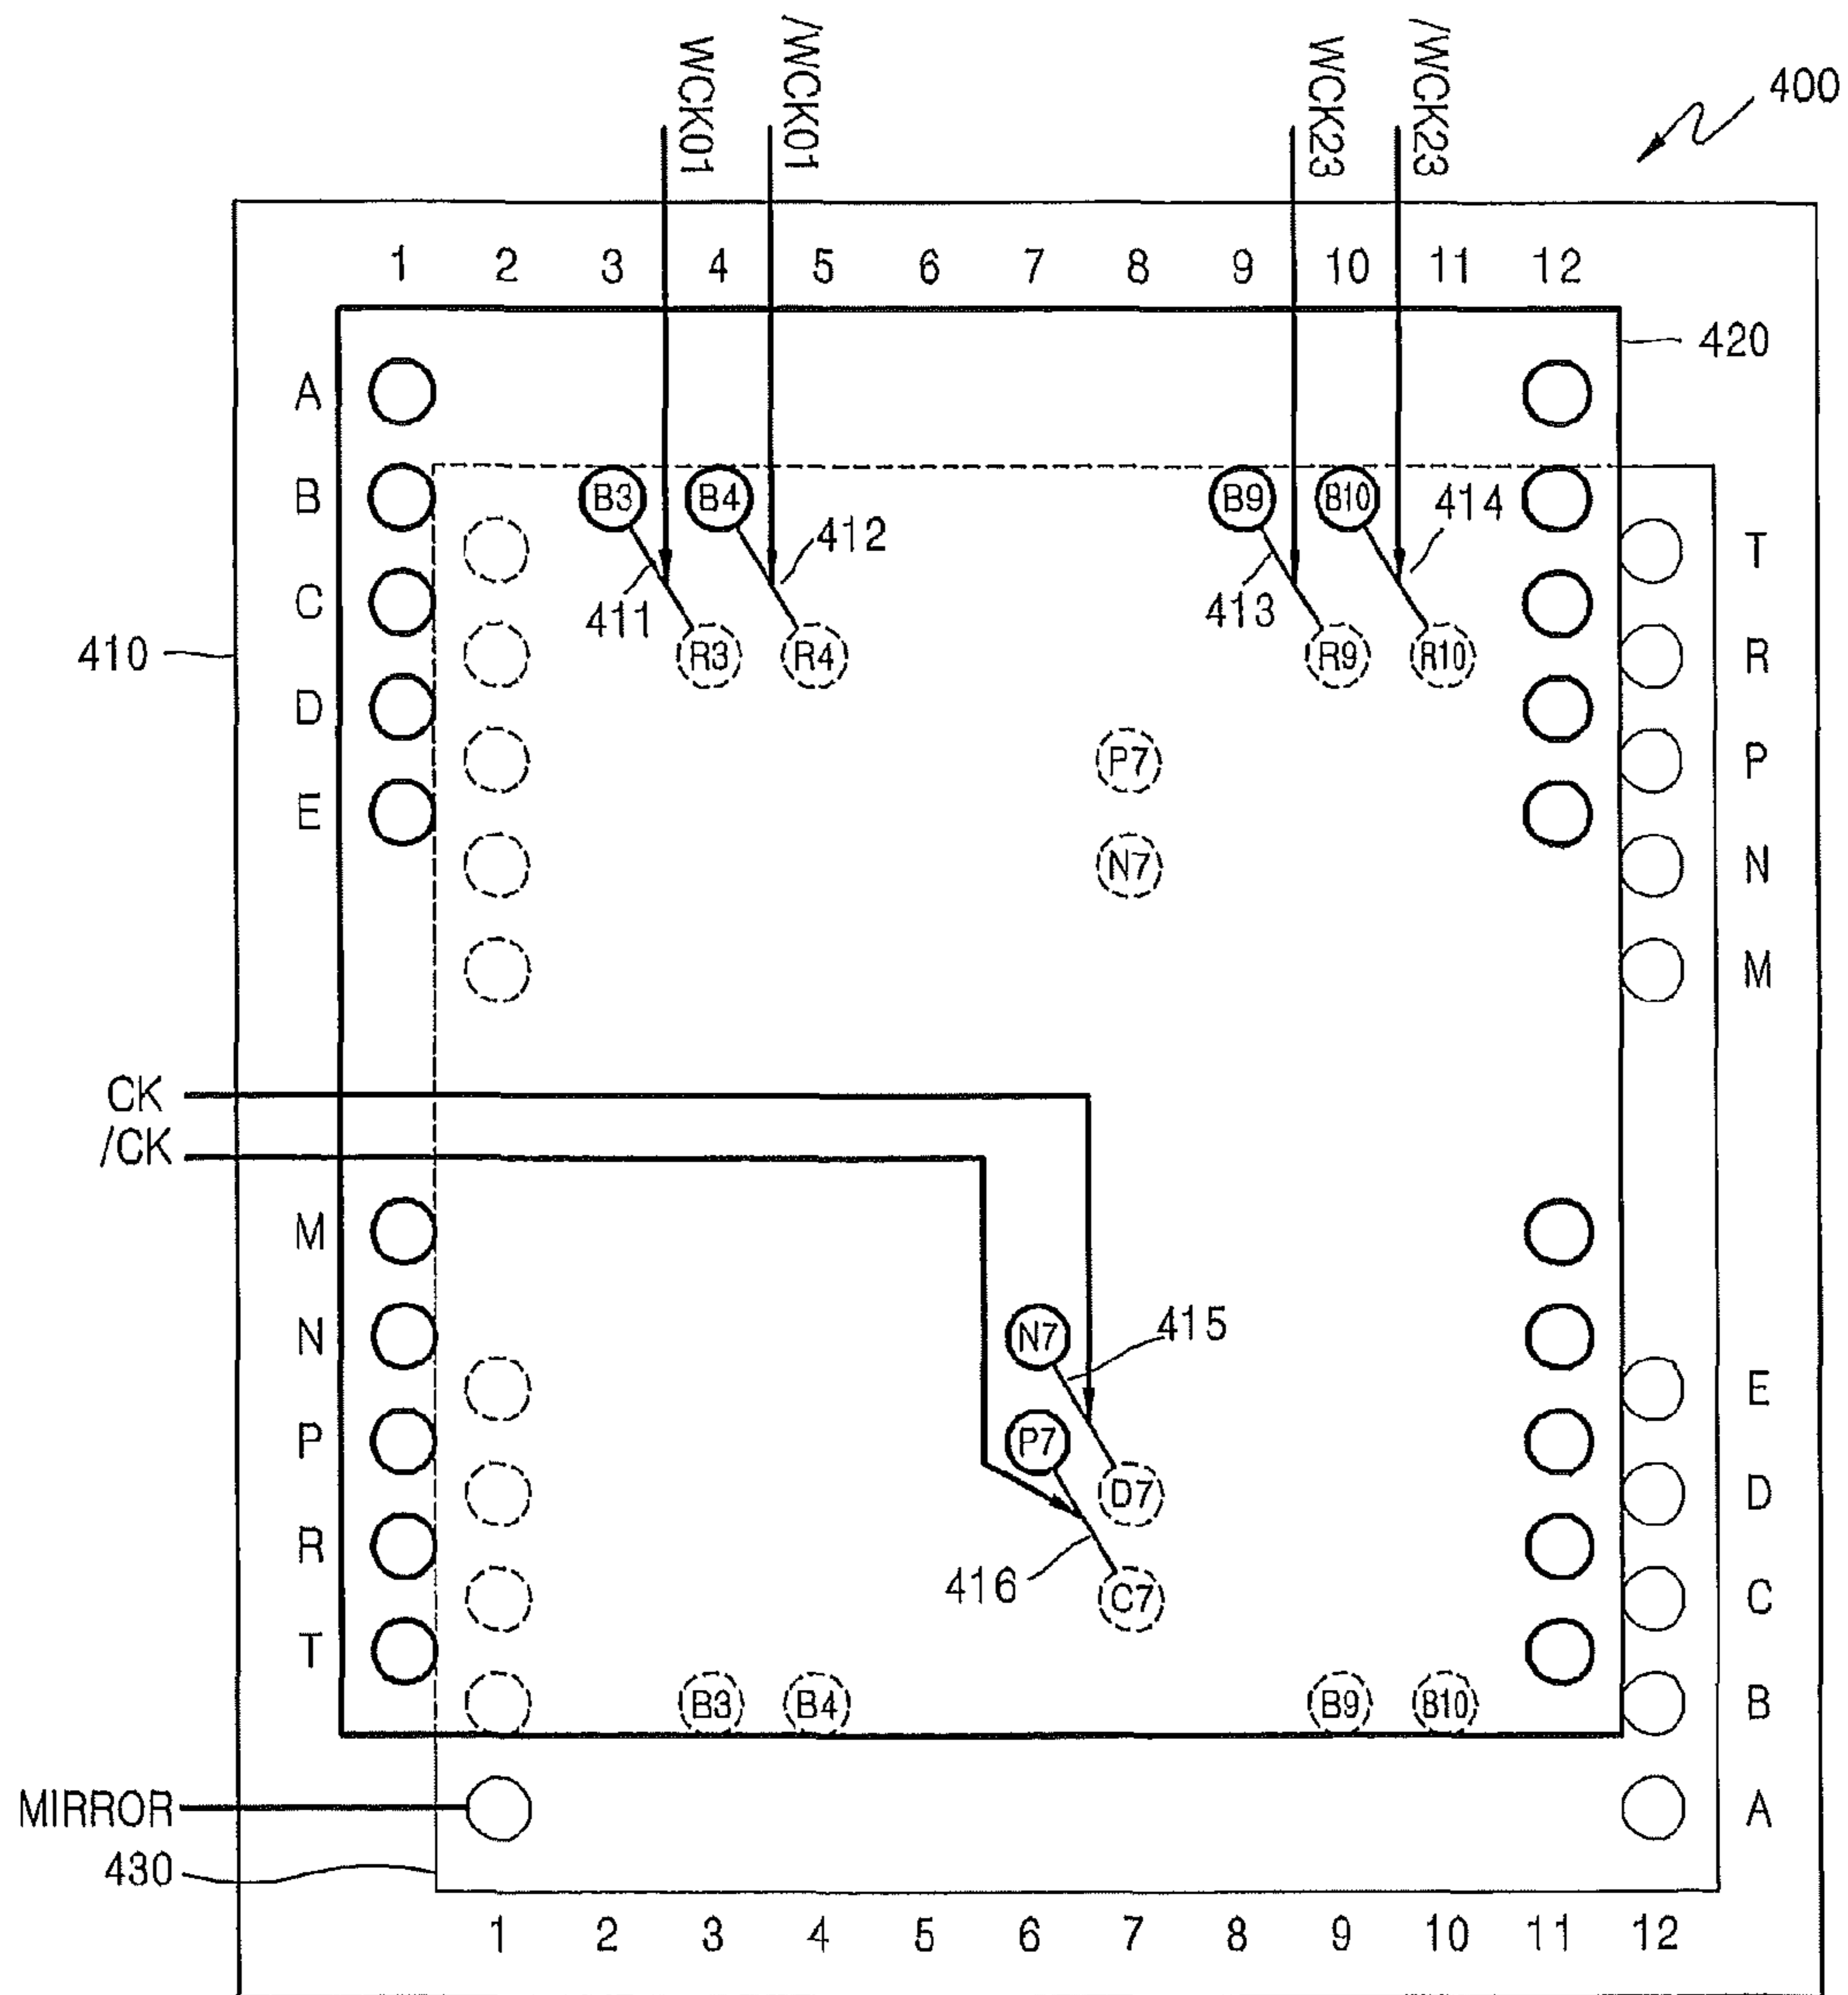 WCK01 /WCK01 WCK23 /WCK23
400
1 2 3 4 5 6 7 8 9 10 11 12
420
A
B B3 B4 B9 B10 414
412 T
C 411 413
410 R3 R4 R9 R10 R
D
P7 P
E
N7 N
M
CK
/CK
M
N N7 415
E
P P7
D7 D
R
416 C7 C
T
B3 B4 B9 B10 B
MIRROR A
430
1 2 3 4 5 6 7 8 9 10 11 12